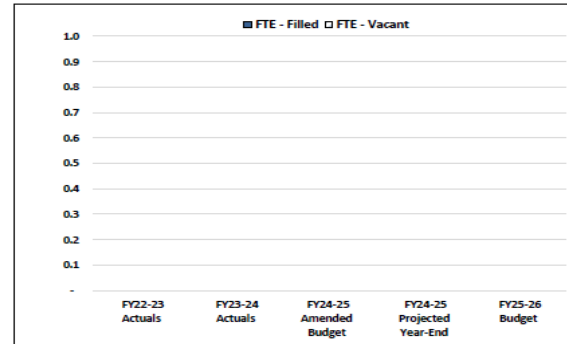 FTE - Filled FTE - Vacant
1.0
0.9
0.8
0.7
0.6
0.5
0.4
0.3
0.2
0.1
-
FY22-23 FY23-24 FY24-25 FY24-25 FY25-26
Actuals Actuals Amended Projected Budget
Budget Year-End